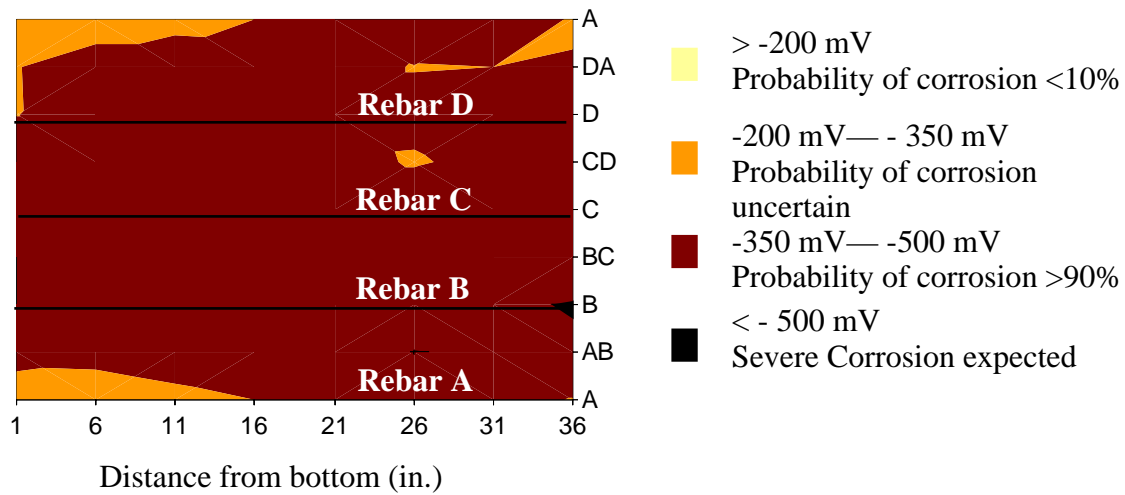 A
DA
Rebar D
D
CD
Rebar C
C
BC
Rebar B
B
AB
Rebar A
A
1 6 11 16 21 26 31 36
Distance from bottom (in.)
> -200 mV
Probability of corrosion <10%
-200 mV— - 350 mV
Probability of corrosion
uncertain
-350 mV— -500 mV
Probability of corrosion >90%
< - 500 mV
Severe Corrosion expected